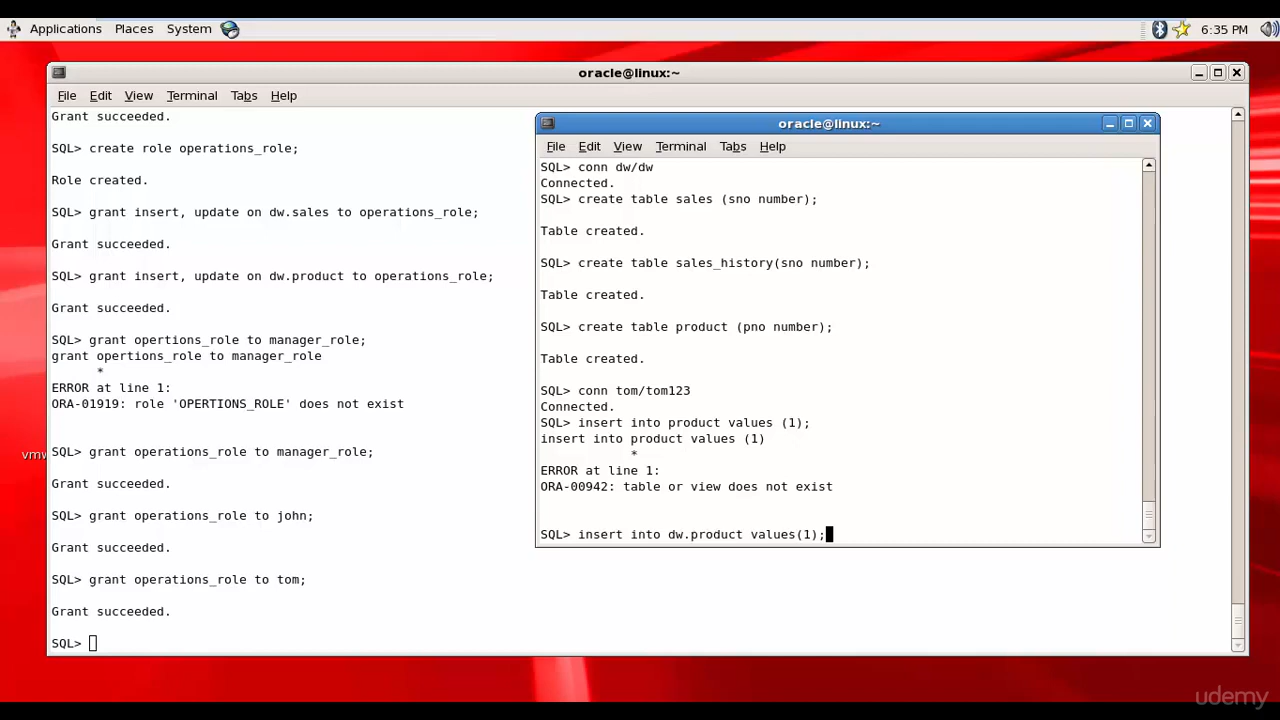 Applications Places System 6:35 PM
oracle@linux:~
File Edit View Terminal Tabs Help
Grant succeeded.
SQL> create role operations_role;
Role created.
SQL> grant insert, update on dw.sales to operations_role;
Grant succeeded.
SQL> grant insert, update on dw.product to operations_role;
Grant succeeded.
SQL> grant opertions_role to manager_role;
grant opertions_role to manager_role
*
ERROR at line 1:
ORA-01919: role 'OPERTIONS_ROLE' does not exist
SQL> grant operations_role to manager_role;
Grant succeeded.
SQL> grant operations_role to john;
Grant succeeded.
SQL> grant operations_role to tom;
Grant succeeded.
SQL>
oracle@linux:~
File Edit View Terminal Tabs Help
SQL> conn dw/dw
Connected.
SQL> create table sales (sno number);
Table created.
SQL> create table sales_history(sno number);
Table created.
SQL> create table product (pno number);
Table created.
SQL> conn tom/tom123
Connected.
SQL> insert into product values (1);
insert into product values (1)
*
ERROR at line 1:
ORA-00942: table or view does not exist
SQL> insert into dw.product values(1);
udemy